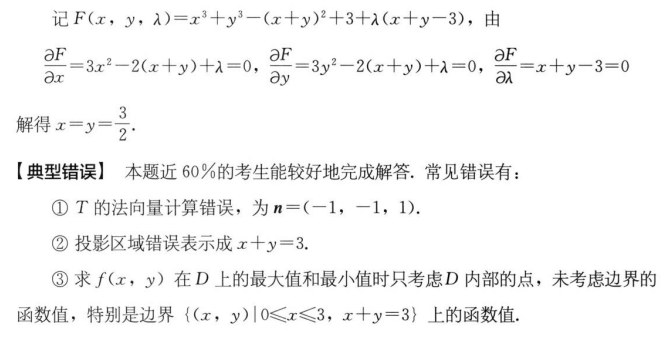 记 F(x, y, λ)=x³+y³−(x+y)²+3+λ(x+y−3), 由
∂F/∂x=3x²−2(x+y)+λ=0, ∂F/∂y=3y²−2(x+y)+λ=0, ∂F/∂λ=x+y−3=0
解得 x=y=3/2.
【典型错误】 本题近 60%的考生能较好地完成解答. 常见错误有:
① T 的法向量计算错误, 为 n=(−1, −1, 1).
② 投影区域错误表示成 x+y=3.
③ 求 f(x, y) 在 D 上的最大值和最小值时只考虑 D 内部的点, 未考虑边界的
函数值, 特别是边界 {(x, y)|0≤x≤3, x+y=3} 上的函数值.